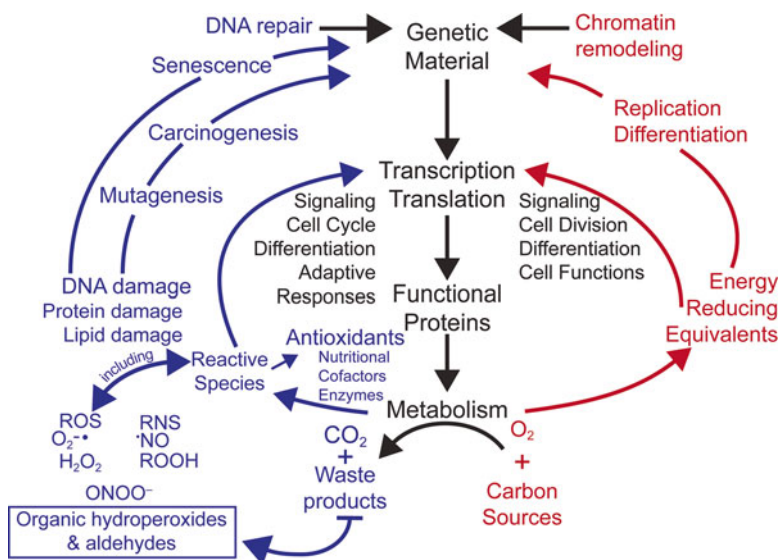 DNA repair
Genetic
Material
Chromatin
remodeling
Senescence
Replication
Differentiation
Carcinogenesis
Mutagenesis
Transcription
Translation
Signaling
Cell Cycle
Differentiation
Adaptive
Responses
Signaling
Cell Division
Differentiation
Cell Functions
DNA damage
Protein damage
Lipid damage
Functional
Proteins
Energy
Reducing
Equivalents
including
Reactive
Species
Antioxidants
Nutritional
Cofactors
Enzymes
Metabolism
ROS
O₂⁻•
H₂O₂
RNS
•NO
ROOH
ONOO⁻
CO₂
+
Waste
products
O₂
+
Carbon
Sources
Organic hydroperoxides
& aldehydes